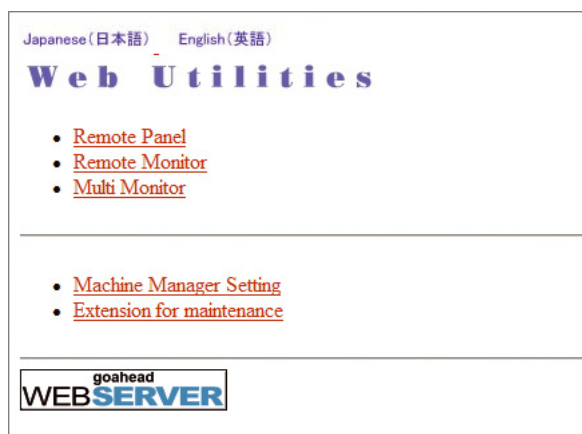 Japanese(日本語) English(英語)
Web Utilities
Remote Panel
Remote Monitor
Multi Monitor
Machine Manager Setting
Extension for maintenance
goahead
WEBSERVER